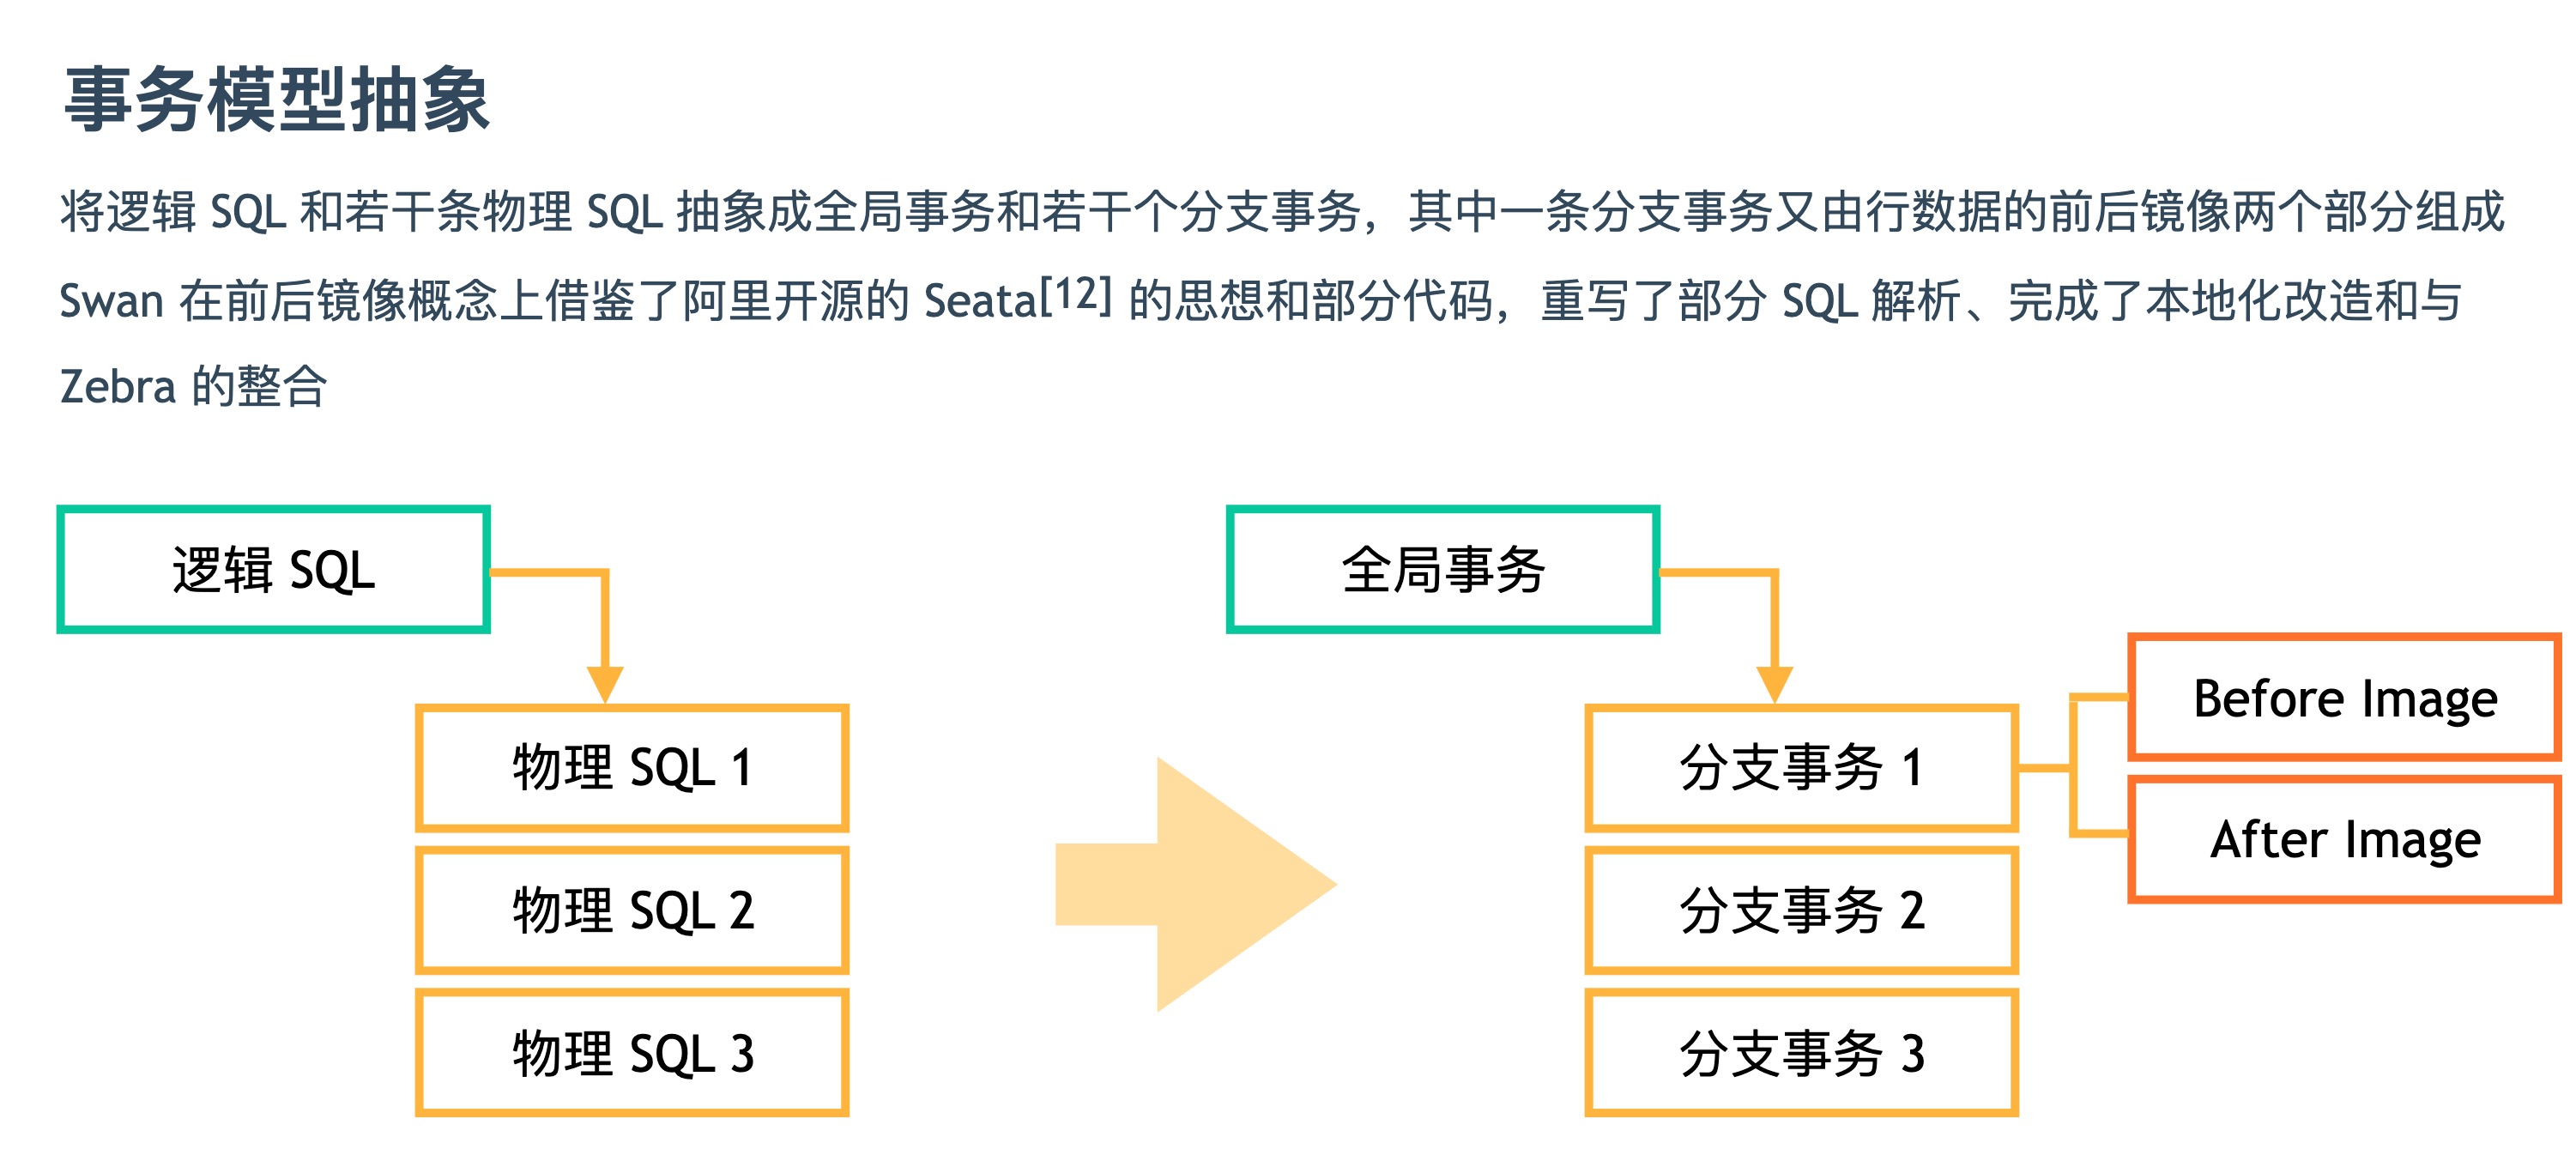 事务模型抽象
将逻辑 SQL 和若干条物理 SQL 抽象成全局事务和若干个分支事务，其中一条分支事务又由行数据的前后镜像两个部分组成
Swan 在前后镜像概念上借鉴了阿里开源的 Seata[12] 的思想和部分代码，重写了部分 SQL 解析、完成了本地化改造和与
Zebra 的整合
逻辑 SQL
物理 SQL 1
物理 SQL 2
物理 SQL 3
全局事务
分支事务 1
分支事务 2
分支事务 3
Before Image
After Image